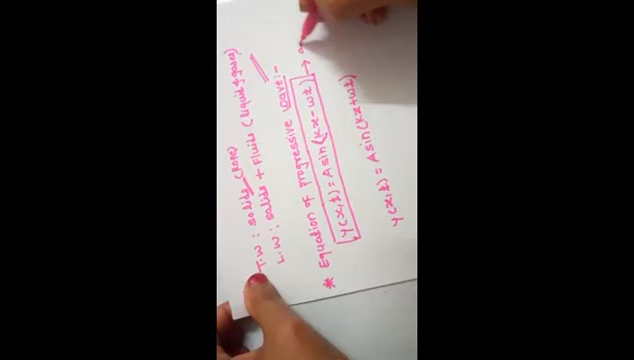 T.W : solids (rope)
L.W : solids + Fluids (liquid + gases)
* Equation of progressive wave :-
y(x,t) = A sin(kx - ωt) →
y(x,t) = A sin(kx + ωt)